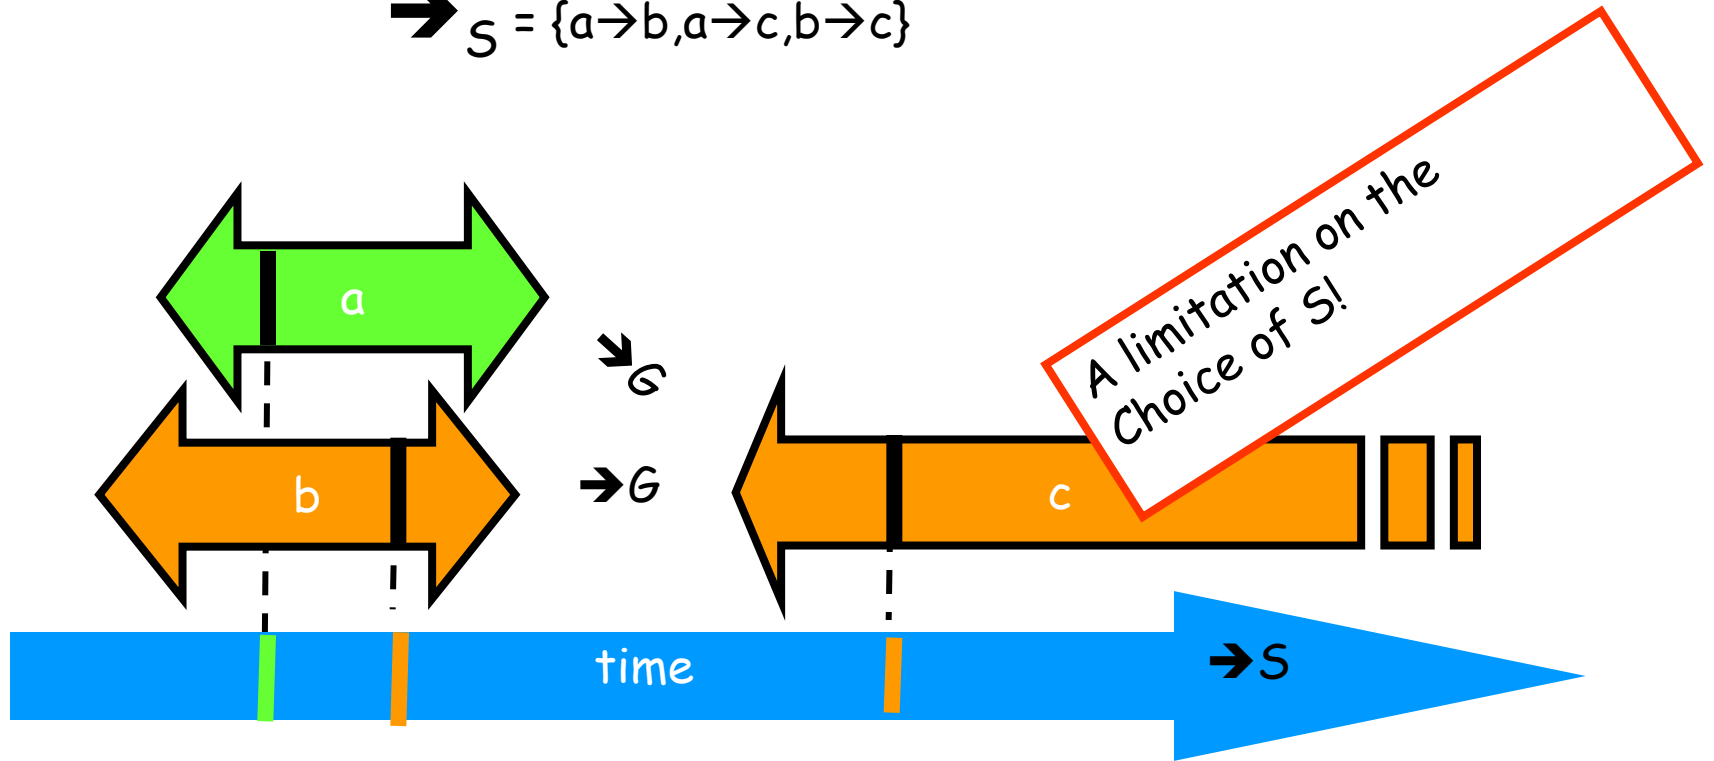 ➔S = {a→b,a→c,b→c}
A limitation on the
Choice of S!
a
➔G
b
➔G
c
time
➔S